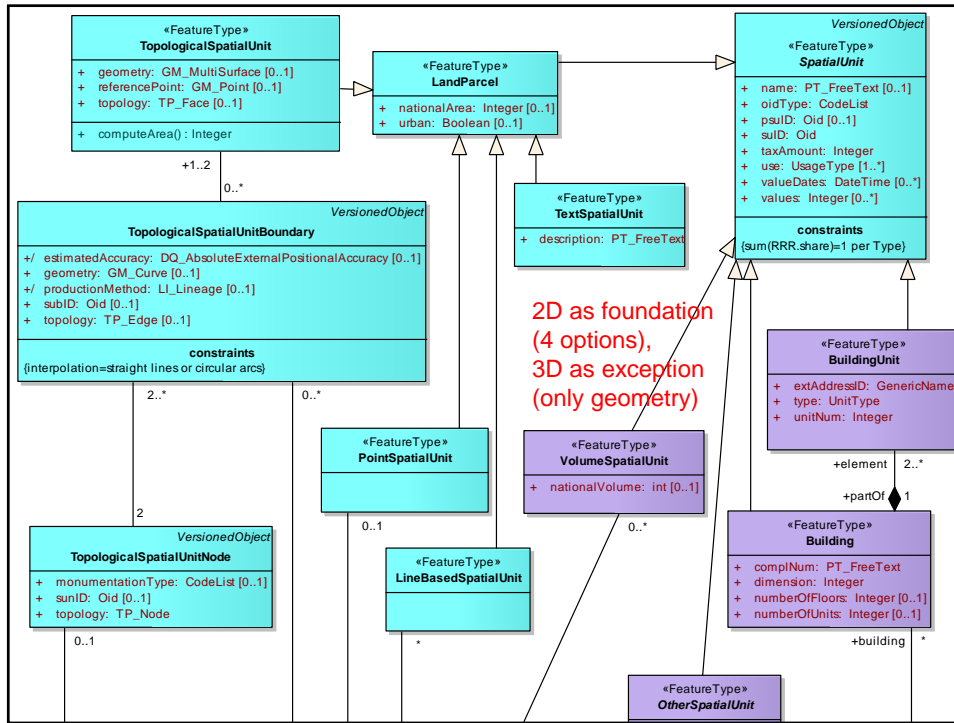 «FeatureType»
TopologicalSpatialUnit
+ geometry: GM_MultiSurface [0..1]
+ referencePoint: GM_Point [0..1]
+ topology: TP_Face [0..1]
+ computeArea() : Integer
+1..2
0..*
«FeatureType»
LandParcel
+ nationalArea: Integer [0..1]
+ urban: Boolean [0..1]
VersionedObject
«FeatureType»
SpatialUnit
+ name: PT_FreeText [0..1]
+ oidType: CodeList
+ psuID: Oid [0..1]
+ suID: Oid
+ taxAmount: Integer
+ use: UsageType [1..*]
+ valueDates: DateTime [0..*]
+ values: Integer [0..*]
constraints
{sum(RRR.share)=1 per Type}
«FeatureType»
TextSpatialUnit
+ description: PT_FreeText
VersionedObject
TopologicalSpatialUnitBoundary
+/ estimatedAccuracy: DQ_AbsoluteExternalPositionalAccuracy [0..1]
+ geometry: GM_Curve [0..1]
+/ productionMethod: LI_Lineage [0..1]
+ subID: Oid [0..1]
+ topology: TP_Edge [0..1]
constraints
{interpolation=straight lines or circular arcs}
2..*
0..*
2D as foundation
(4 options),
3D as exception
(only geometry)
«FeatureType»
BuildingUnit
+ extAddressID: GenericName
+ type: UnitType
+ unitNum: Integer
+element
2..*
+partOf
1
«FeatureType»
PointSpatialUnit
0..1
«FeatureType»
VolumeSpatialUnit
+ nationalVolume: int [0..1]
0..*
2
VersionedObject
TopologicalSpatialUnitNode
+ monumentationType: CodeList [0..1]
+ sunID: Oid [0..1]
+ topology: TP_Node
0..1
«FeatureType»
LineBasedSpatialUnit
*
«FeatureType»
Building
+ complNum: PT_FreeText
+ dimension: Integer
+ numberOfFloors: Integer [0..1]
+ numberOfUnits: Integer [0..1]
+building
*
«FeatureType»
OtherSpatialUnit